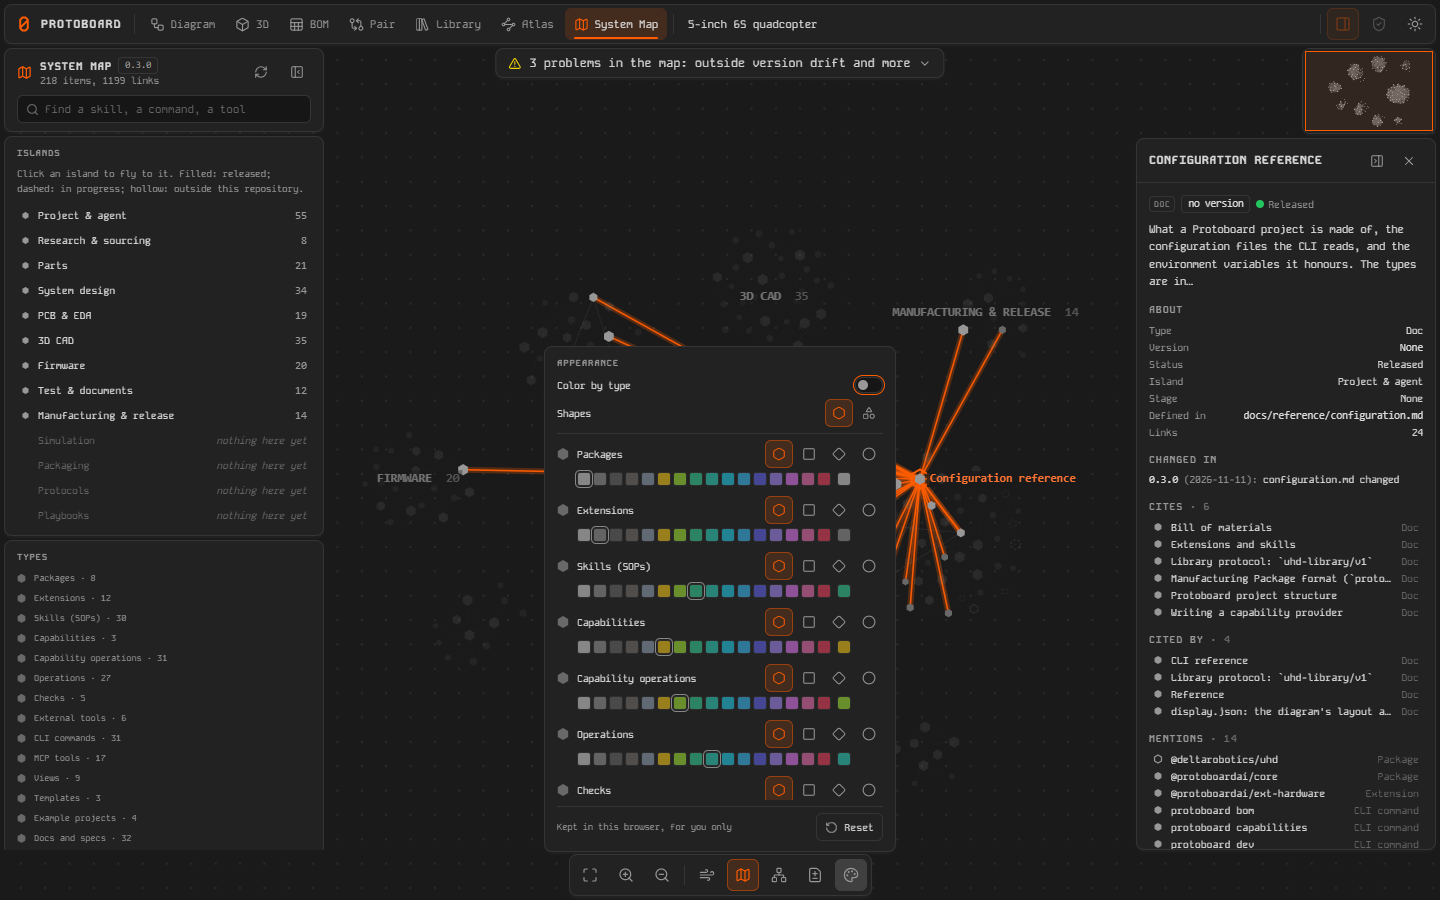 PROTOBOARD
Diagram
3D
BOM
Pair
Library
Atlas
System Map
5-inch 6S quadcopter
SYSTEM MAP 0.3.0
218 items, 1199 links
Find a skill, a command, a tool
3 problems in the map: outside version drift and more
ISLANDS
Click an island to fly to it. Filled: released;
dashed: in progress; hollow: outside this repository.
Project & agent 55
Research & sourcing 8
Parts 21
System design 34
PCB & EDA 19
3D CAD 35
Firmware 20
Test & documents 12
Manufacturing & release 14
Simulation nothing here yet
Packaging nothing here yet
Protocols nothing here yet
Playbooks nothing here yet
TYPES
Packages · 8
Extensions · 12
Skills (SOPs) · 30
Capabilities · 3
Capability operations · 31
Operations · 27
Checks · 5
External tools · 6
CLI commands · 31
MCP tools · 17
Views · 9
Templates · 3
Example projects · 4
Docs and specs · 32
3D CAD 35
MANUFACTURING & RELEASE 14
FIRMWARE 20
Configuration reference
APPEARANCE
Color by type
Shapes
Packages
Extensions
Skills (SOPs)
Capabilities
Capability operations
Operations
Checks
Kept in this browser, for you only
Reset
CONFIGURATION REFERENCE
DOC no version Released
What a Protoboard project is made of, the
configuration files the CLI reads, and the
environment variables it honours. The types
are in…
ABOUT
Type Doc
Version None
Status Released
Island Project & agent
Stage None
Defined in docs/reference/configuration.md
Links 24
CHANGED IN
0.3.0 (2026-11-11): configuration.md changed
CITES · 6
Bill of materials Doc
Extensions and skills Doc
Library protocol: `uhd-library/v1` Doc
Manufacturing Package format (`proto… Doc
Protoboard project structure Doc
Writing a capability provider Doc
CITED BY · 4
CLI reference Doc
Library protocol: `uhd-library/v1` Doc
Reference Doc
display.json: the diagram's layout a… Doc
MENTIONS · 14
@deltarobotics/uhd Package
@protoboardai/core Package
@protoboardai/ext-hardware Extension
protoboard bom CLI command
protoboard capabilities CLI command
protoboard dev CLI command